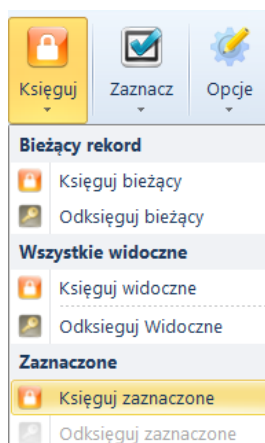 Księguj Zaznacz Opcje
Bieżący rekord
Księguj bieżący
Odksięguj bieżący
Wszystkie widoczne
Księguj widoczne
Odksieguj Widoczne
Zaznaczone
Księguj zaznaczone
Odksięguj zaznaczone